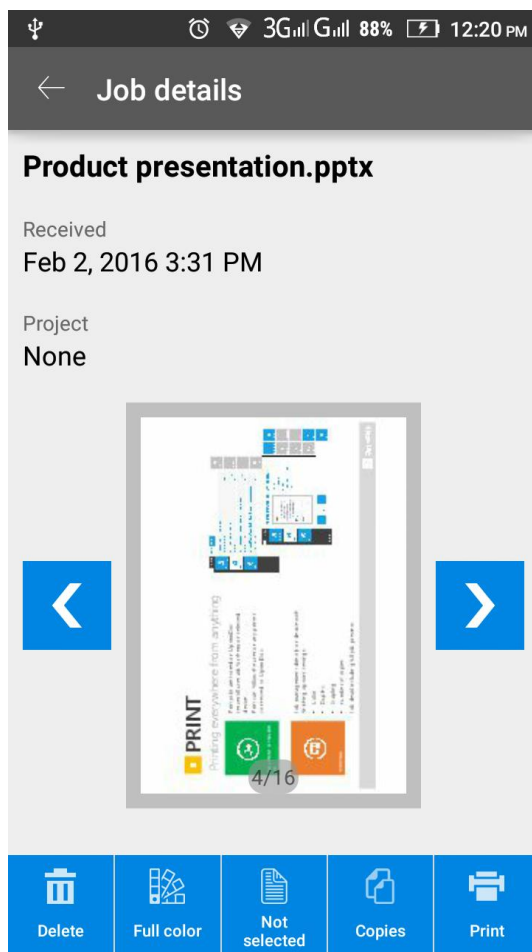 3G G 88% 12:20 PM
Job details
Product presentation.pptx
Received
Feb 2, 2016 3:31 PM
Project
None
PRINT
Printing everywhere from anything
4/16
Delete
Full color
Not
selected
Copies
Print